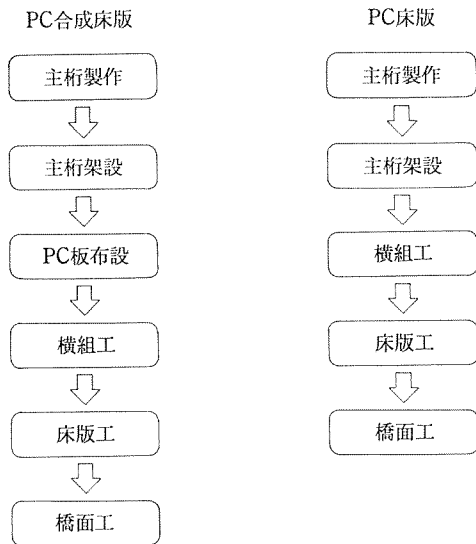 PC合成床版
主桁製作
主桁架設
PC板布設
横組工
床版工
橋面工
PC床版
主桁製作
主桁架設
横組工
床版工
橋面工